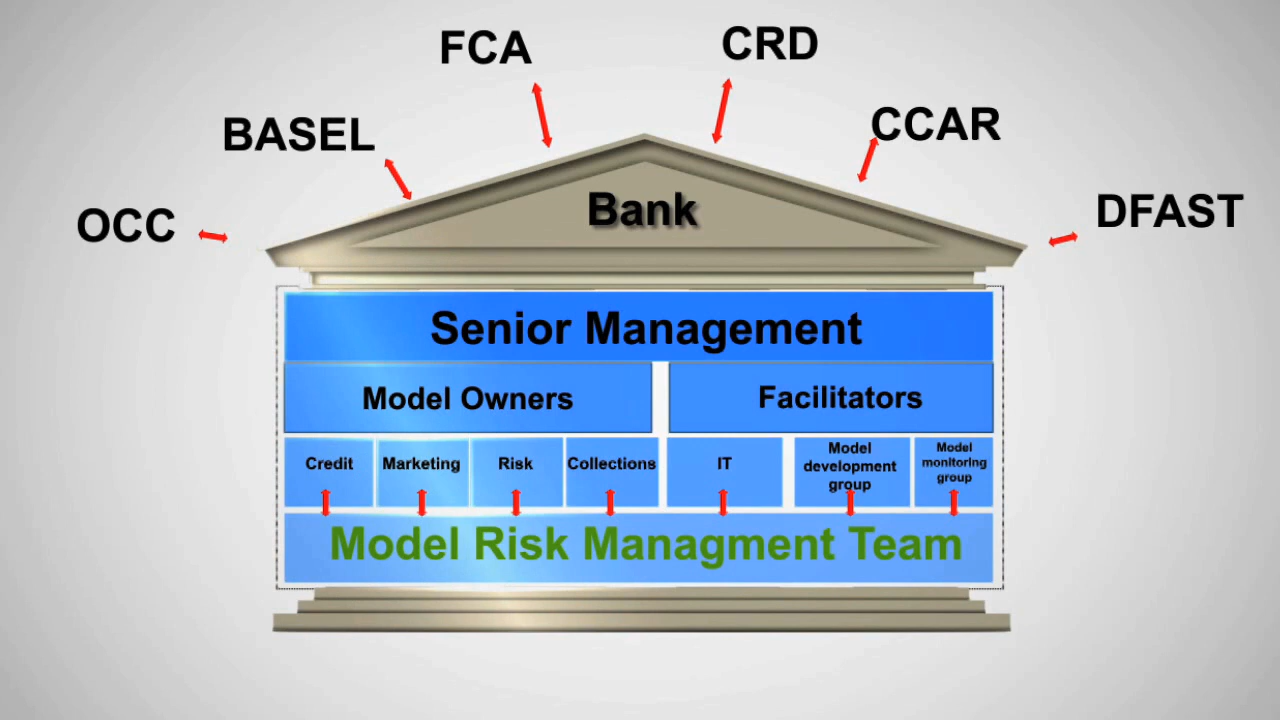 FCA
CRD
BASEL
CCAR
OCC
DFAST
Bank
Senior Management
Model Owners
Facilitators
Credit
Marketing
Risk
Collections
IT
Model
development
group
Model
monitoring
group
Model Risk Managment Team